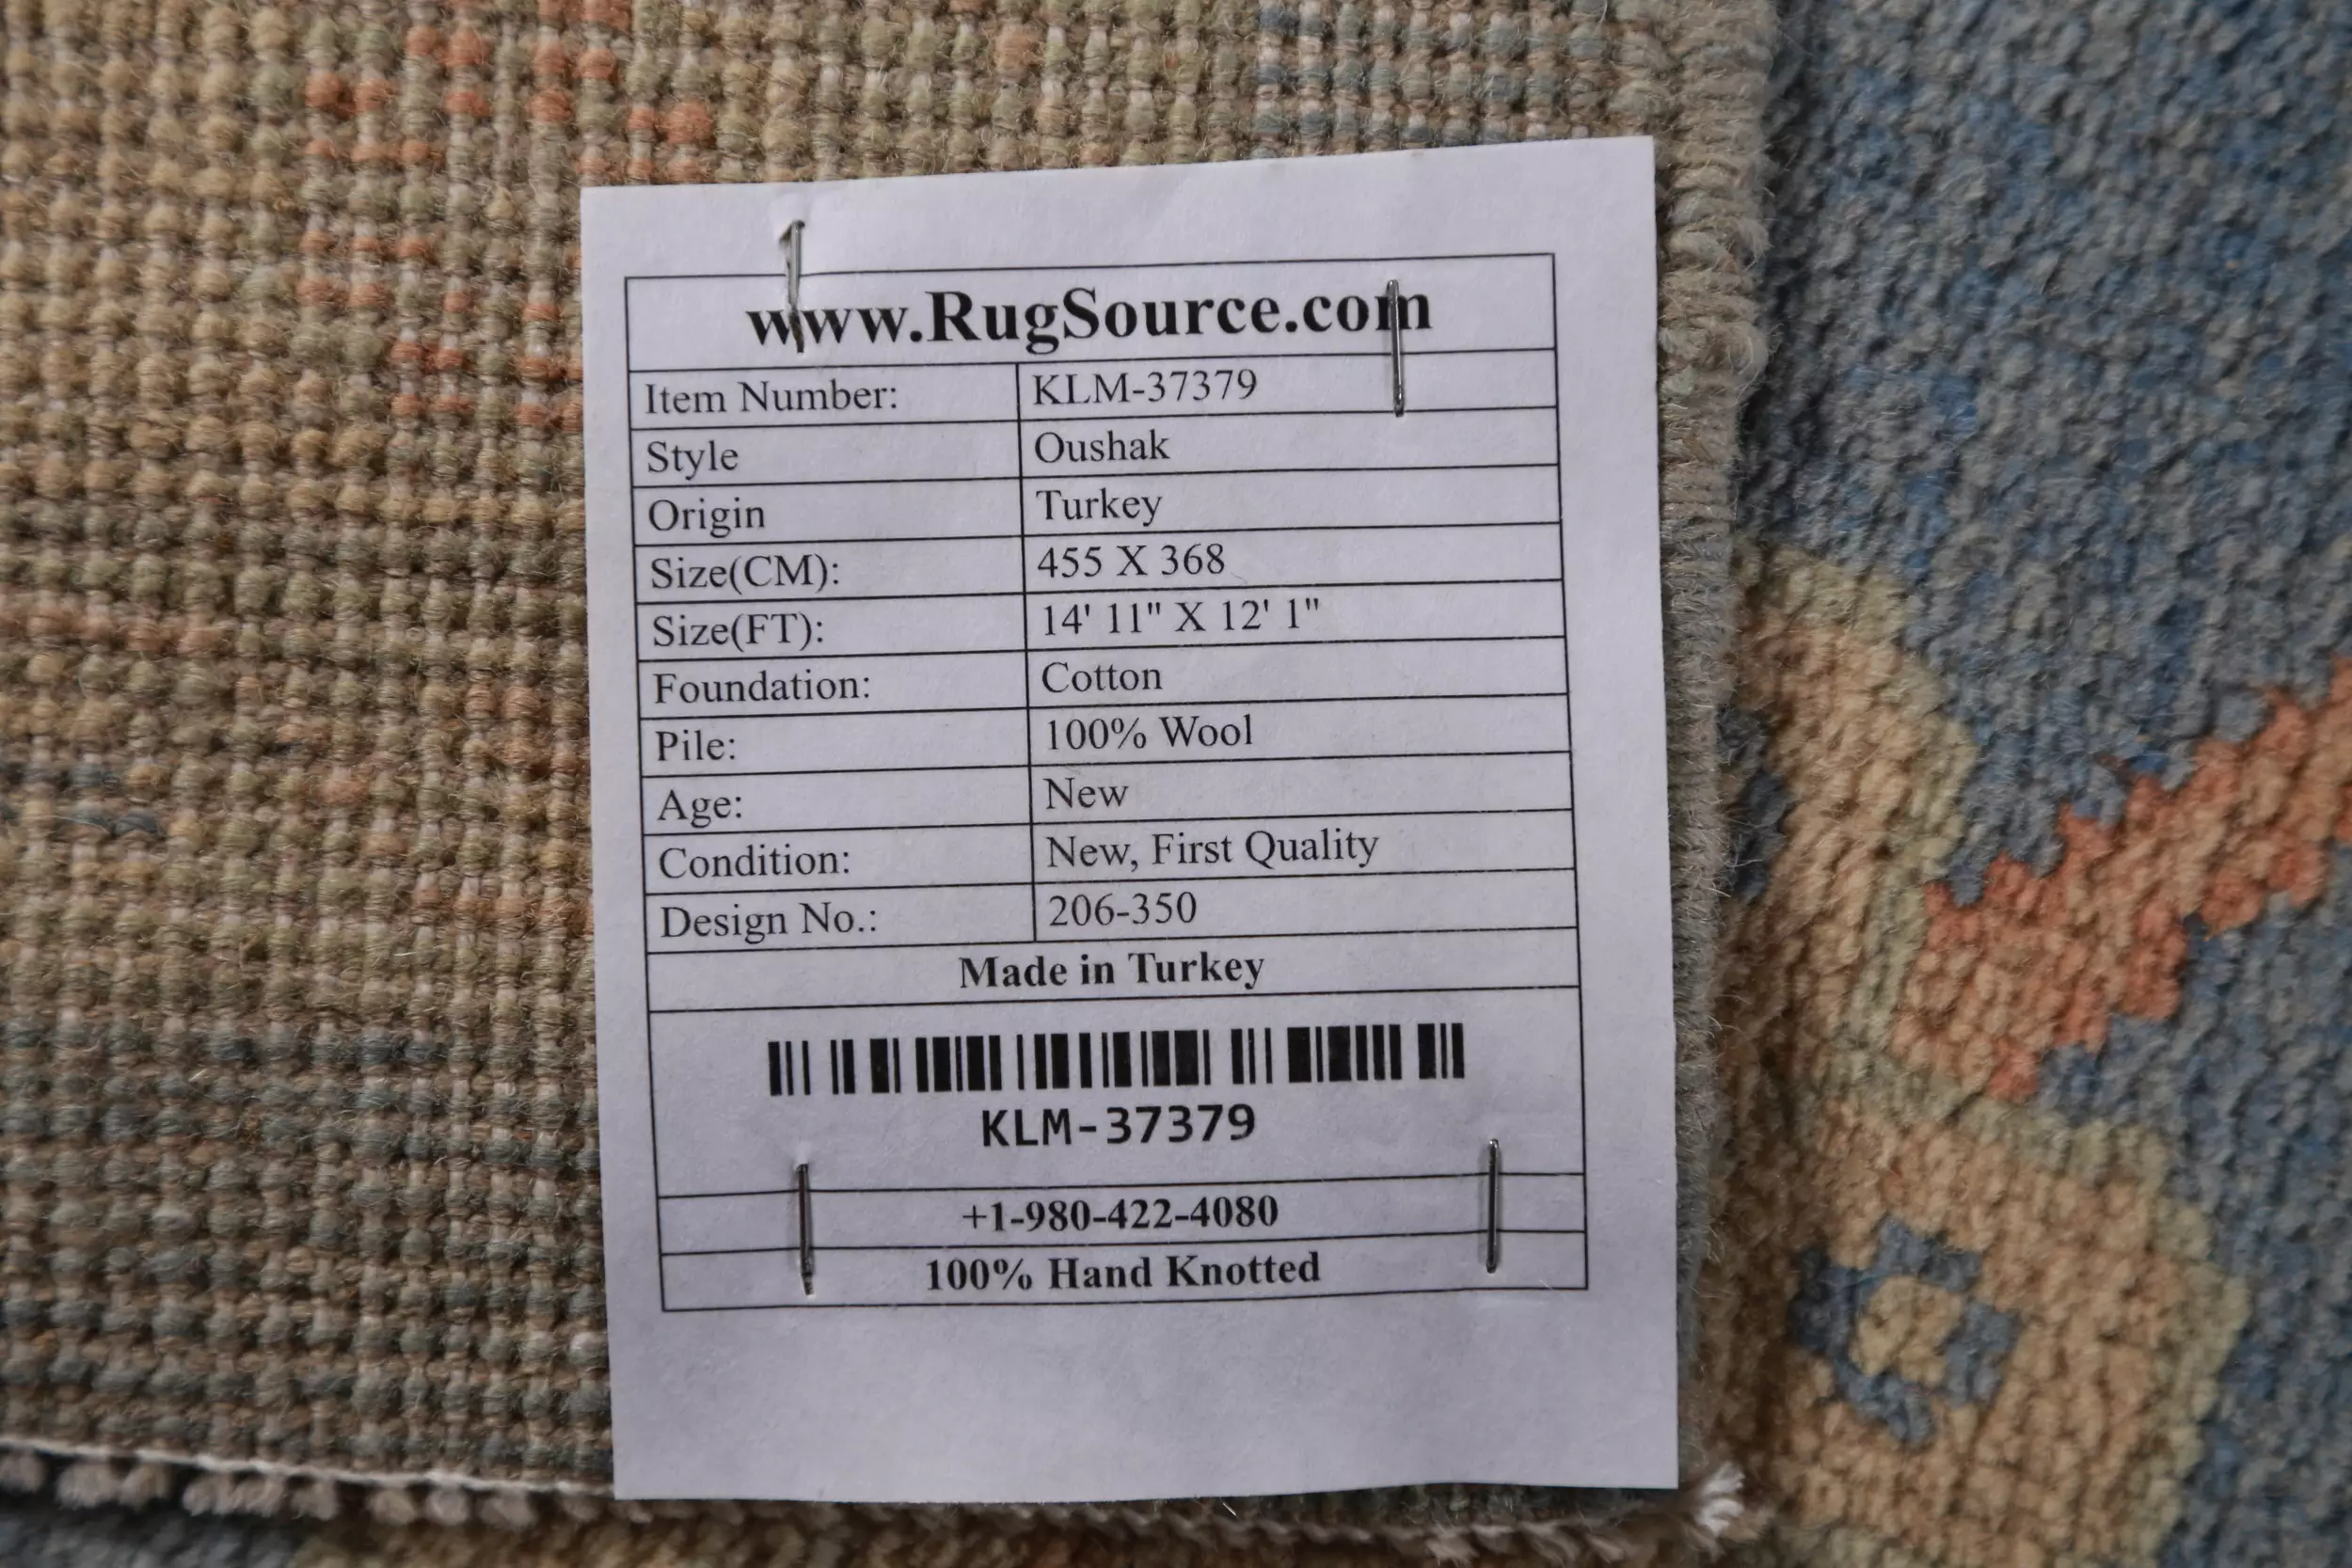 www.RugSource.com
Item Number: KLM-37379
Style Oushak
Origin Turkey
Size(CM): 455 X 368
Size(FT): 14' 11" X 12' 1"
Foundation: Cotton
Pile: 100% Wool
Age: New
Condition: New, First Quality
Design No.: 206-350
Made in Turkey
KLM-37379
+1-980-422-4080
100% Hand Knotted